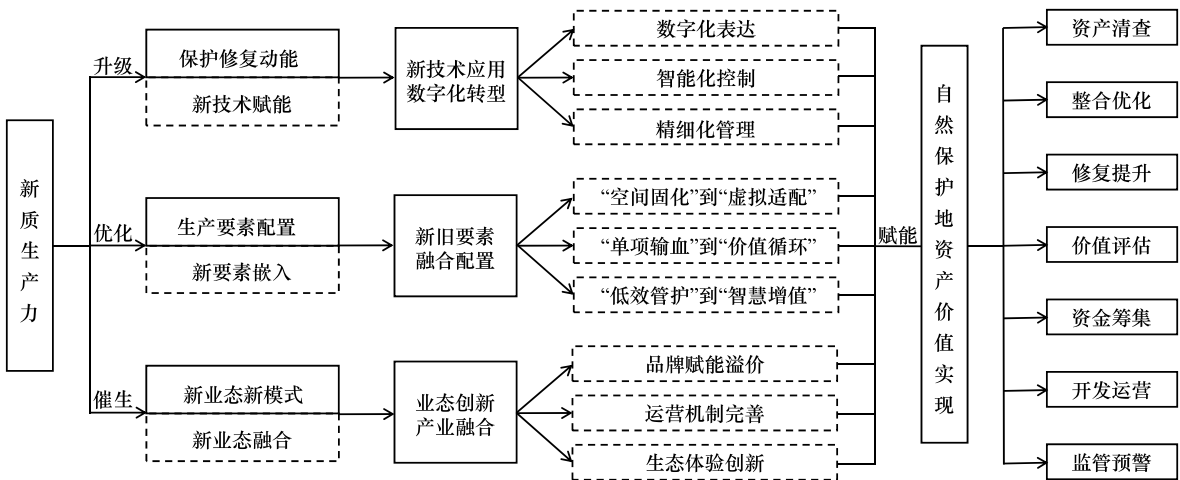 新质生产力
升级
保护修复动能
新技术赋能
新技术应用
数字化转型
数字化表达
智能化控制
精细化管理
优化
生产要素配置
新要素嵌入
新旧要素
融合配置
“空间固化”到“虚拟适配”
“单项输血”到“价值循环”
“低效管护”到“智慧增值”
催生
新业态新模式
新业态融合
业态创新
产业融合
品牌赋能溢价
运营机制完善
生态体验创新
赋能
自然保护地资产价值实现
资产清查
整合优化
修复提升
价值评估
资金筹集
开发运营
监管预警